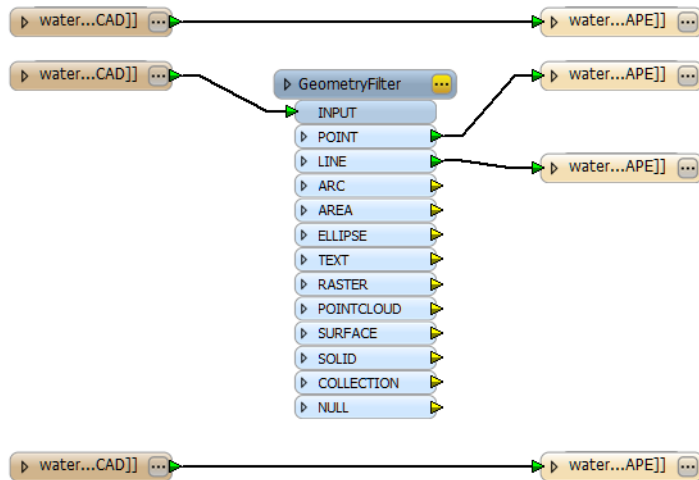 water...CAD]] ...
water...APE]] ...
water...CAD]] ...
water...APE]] ...
GeometryFilter ...
INPUT
POINT
LINE
water...APE]] ...
ARC
AREA
ELLIPSE
TEXT
RASTER
POINTCLOUD
SURFACE
SOLID
COLLECTION
NULL
water...CAD]] ...
water...APE]] ...